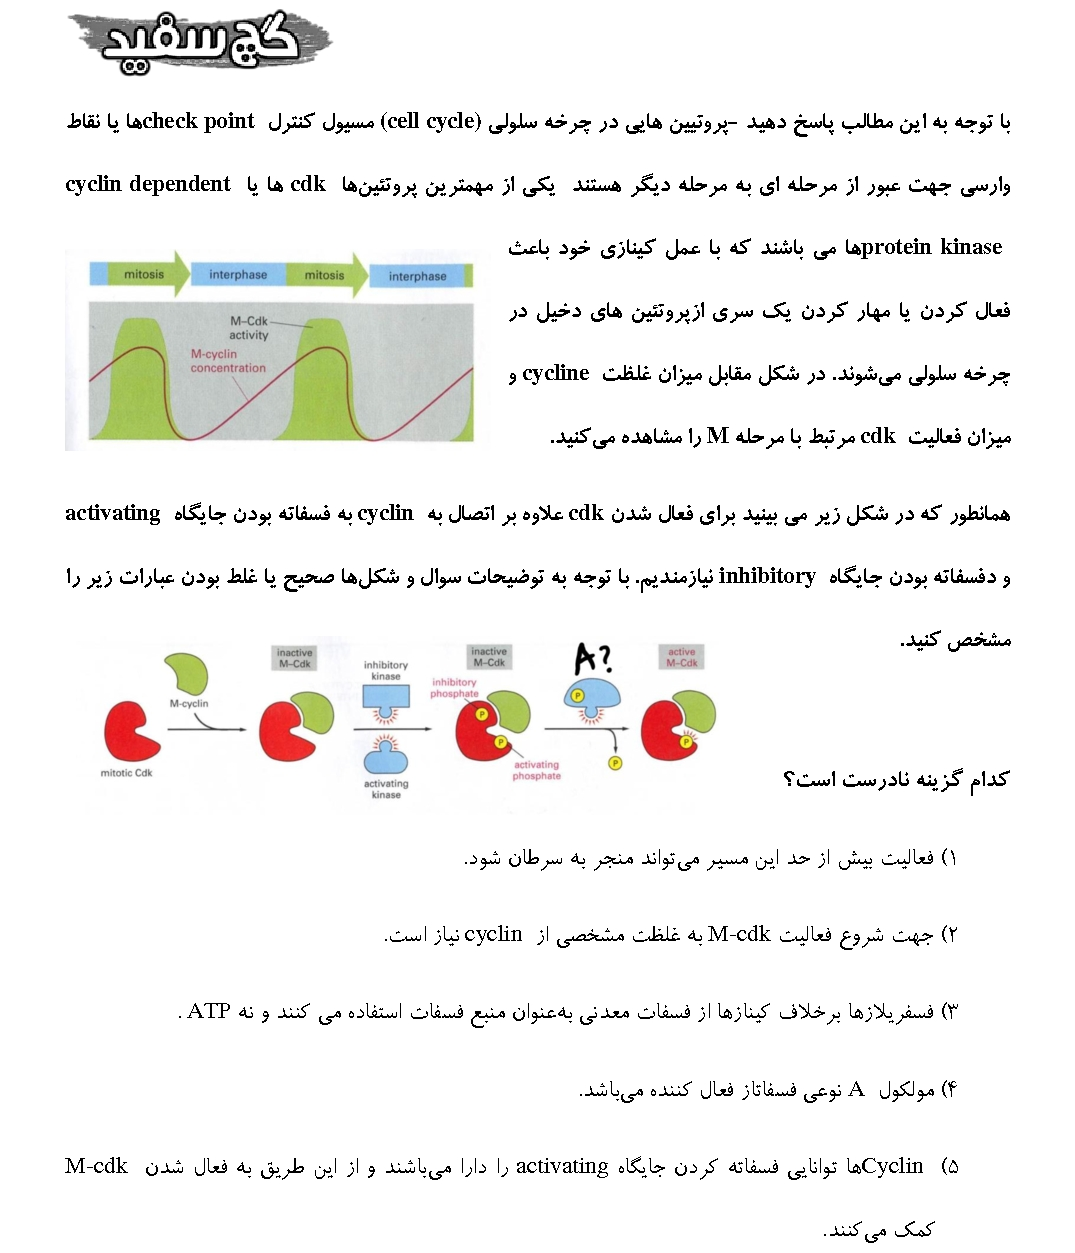 گچ سفید
با توجه به این مطالب پاسخ دهید -پروتیین هایی در چرخه سلولی (cell cycle) مسیول کنترل check pointها یا نقاط
وارسی جهت عبور از مرحله ای به مرحله دیگر هستند یکی از مهمترین پروتئین‌ها cdk ها یا cyclin dependent
protein kinaseها می باشند که با عمل کینازی خود باعث
فعال کردن یا مهار کردن یک سری ازپروتئین های دخیل در
چرخه سلولی می‌شوند. در شکل مقابل میزان غلظت cycline و
میزان فعالیت cdk مرتبط با مرحله M را مشاهده می‌کنید.
mitosis interphase mitosis interphase
M–Cdk
activity
M-cyclin
concentration
همانطور که در شکل زیر می بینید برای فعال شدن cdk علاوه بر اتصال به cyclin به فسفاته بودن جایگاه activating
و دفسفاته بودن جایگاه inhibitory نیازمندیم. با توجه به توضیحات سوال و شکل‌ها صحیح یا غلط بودن عبارات زیر را
مشخص کنید.
mitotic Cdk
M-cyclin
inactive
M–Cdk
inhibitory
kinase
activating
kinase
inactive
M–Cdk
inhibitory
phosphate
P
P
activating
phosphate
A?
P
P
active
M–Cdk
P
کدام گزینه نادرست است؟
۱) فعالیت بیش از حد این مسیر می‌تواند منجر به سرطان شود.
۲) جهت شروع فعالیت M-cdk به غلظت مشخصی از cyclin نیاز است.
۳) فسفریلازها برخلاف کینازها از فسفات معدنی به‌عنوان منبع فسفات استفاده می کنند و نه ATP .
۴) مولکول A نوعی فسفاتاز فعال کننده می‌باشد.
۵) Cyclinها توانایی فسفاته کردن جایگاه activating را دارا می‌باشند و از این طریق به فعال شدن M-cdk
کمک می‌کنند.